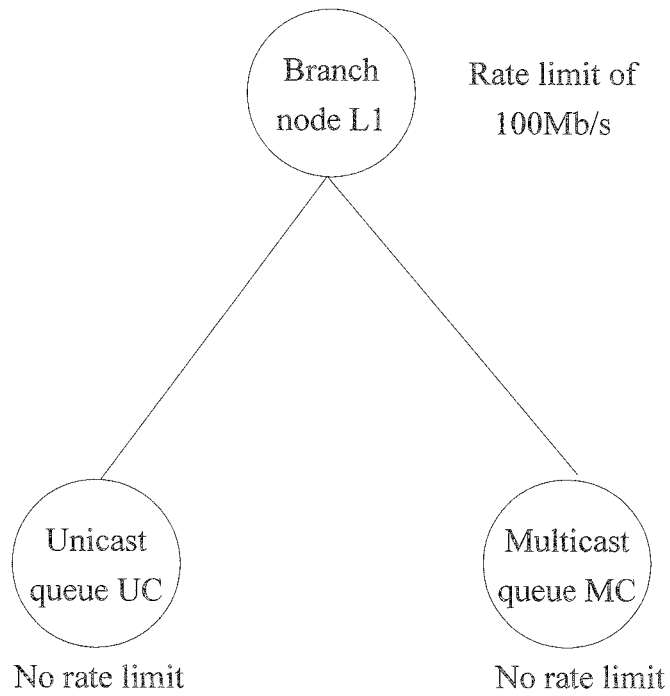 Branch
node L1
Rate limit of
100Mb/s
Unicast
queue UC
Multicast
queue MC
No rate limit
No rate limit